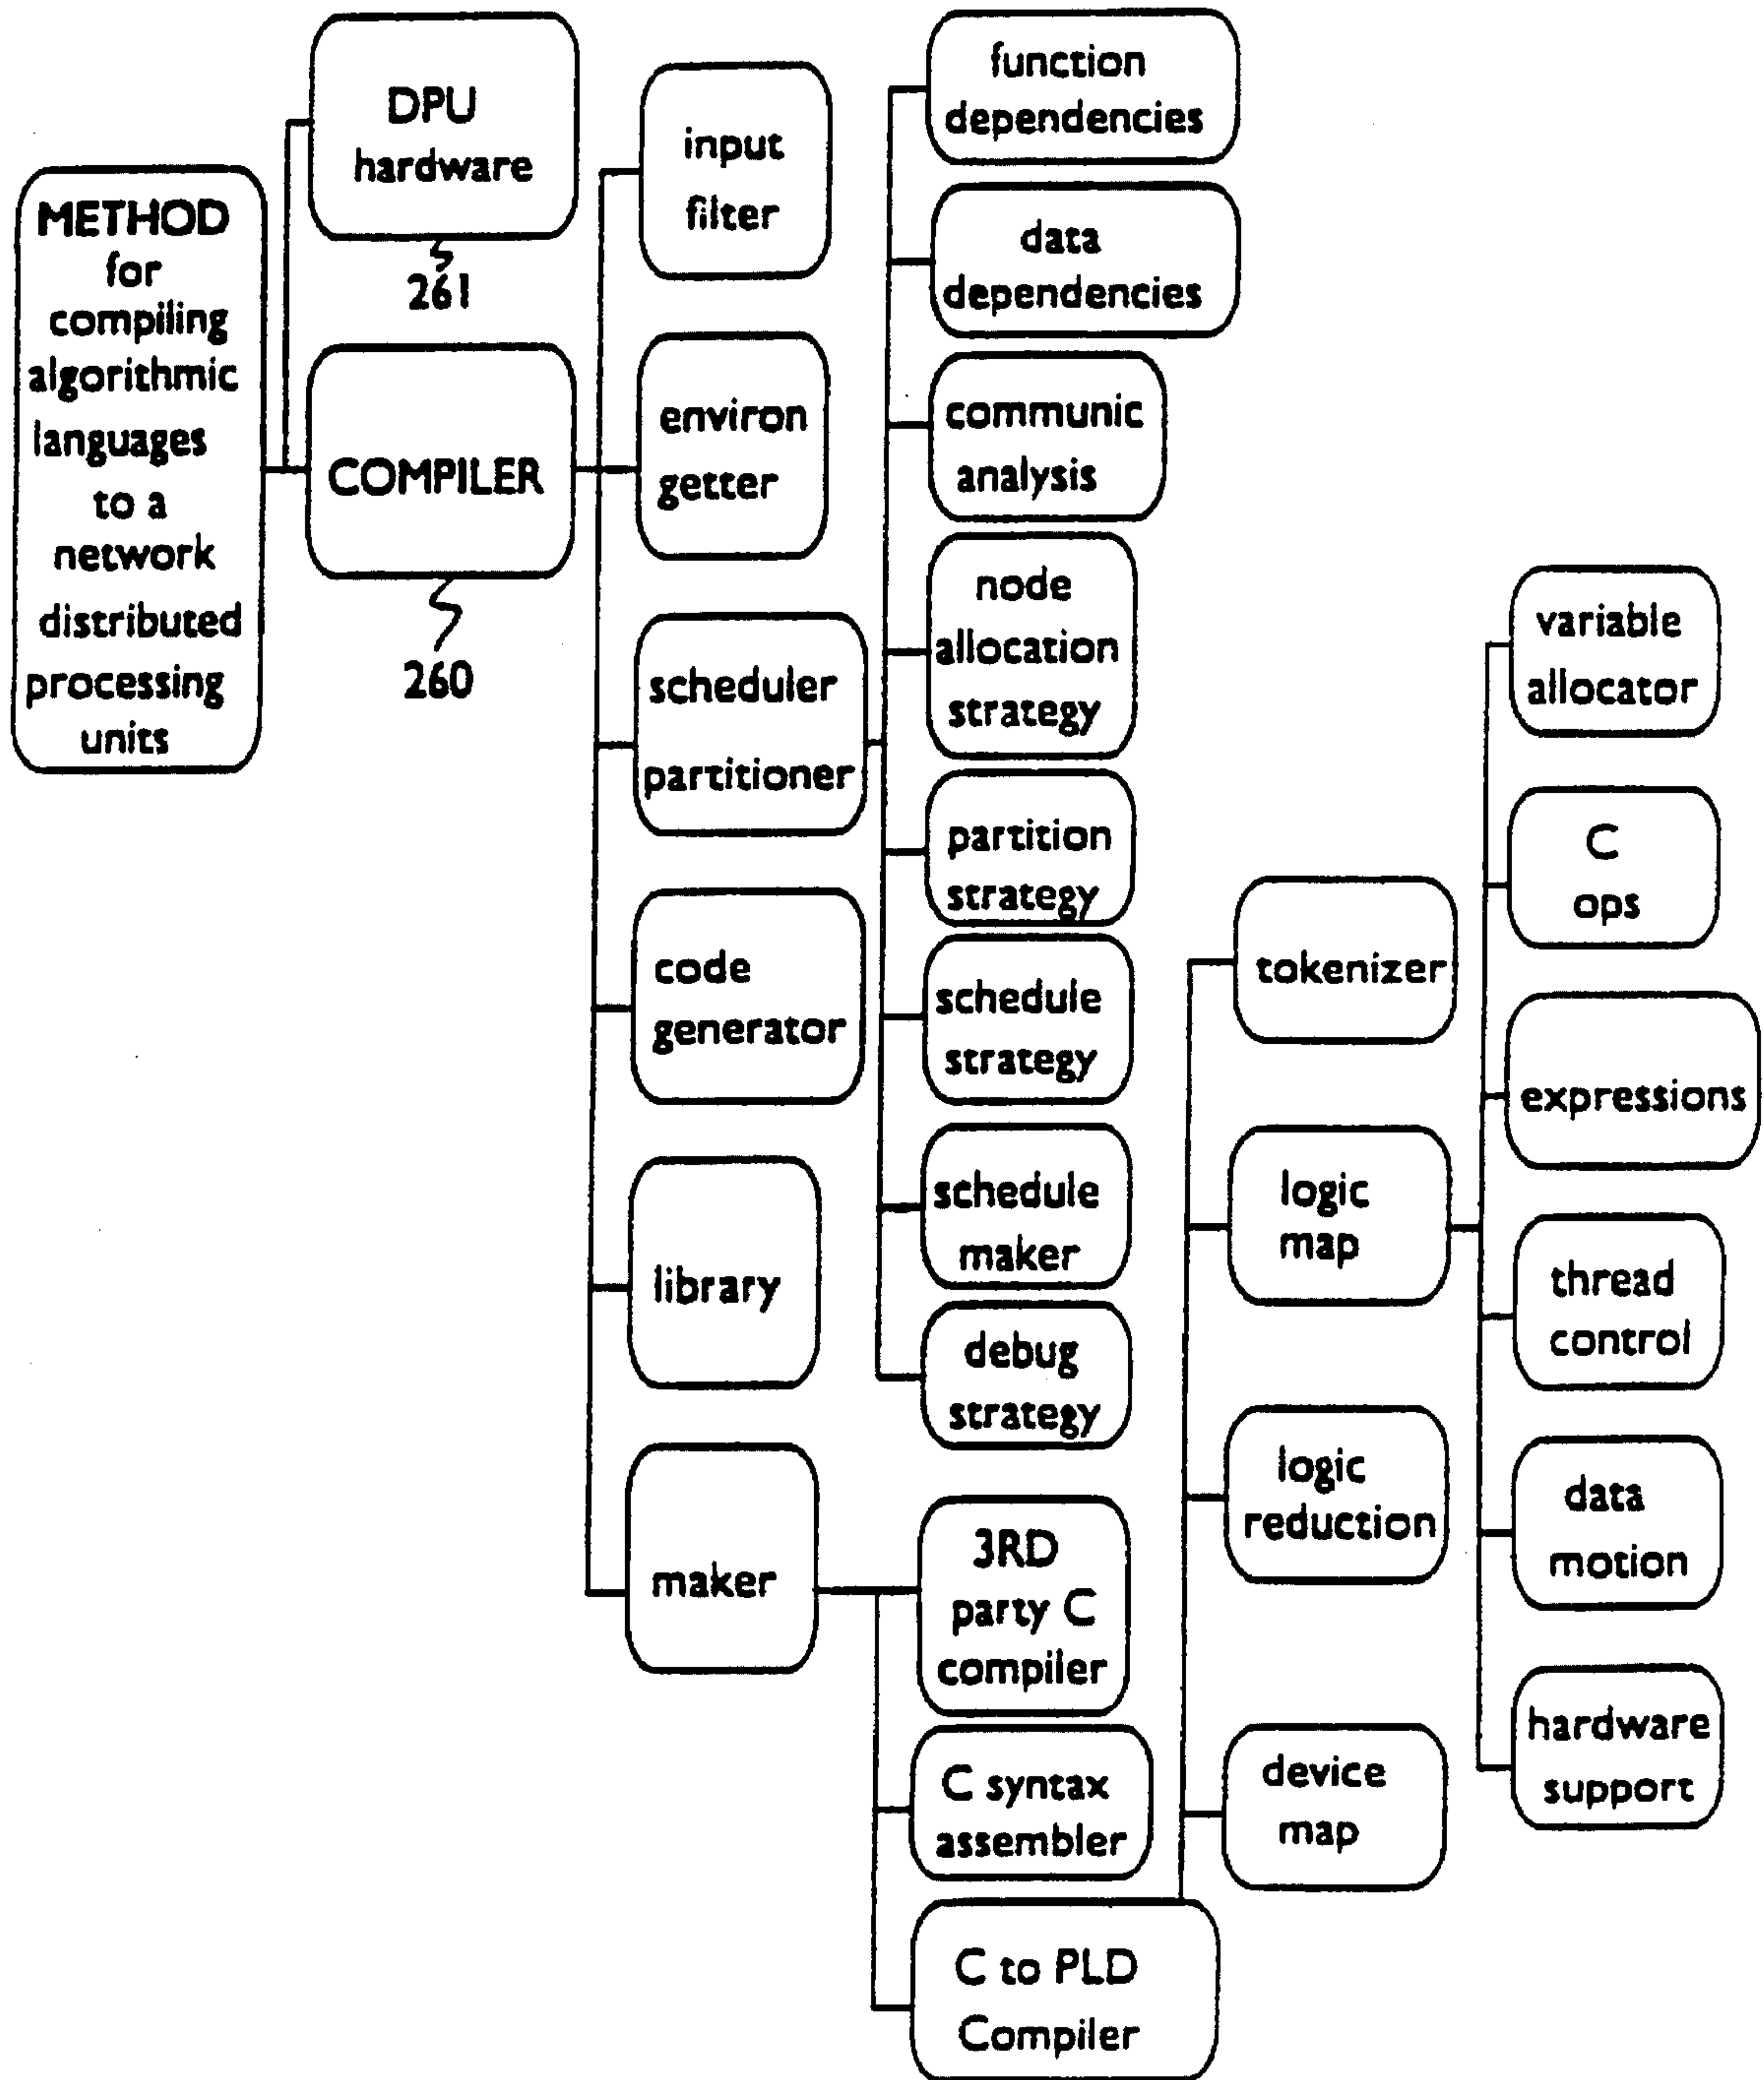 METHOD
for
compiling
algorithmic
languages
to a
network
distributed
processing
units
DPU
hardware
261
COMPILER
260
input
filter
environ
getter
scheduler
partitioner
code
generator
library
maker
function
dependencies
data
dependencies
communic
analysis
node
allocation
strategy
partition
strategy
schedule
strategy
schedule
maker
debug
strategy
3RD
party C
compiler
C syntax
assembler
C to PLD
Compiler
tokenizer
logic
map
logic
reduction
device
map
variable
allocator
C
ops
expressions
thread
control
data
motion
hardware
support